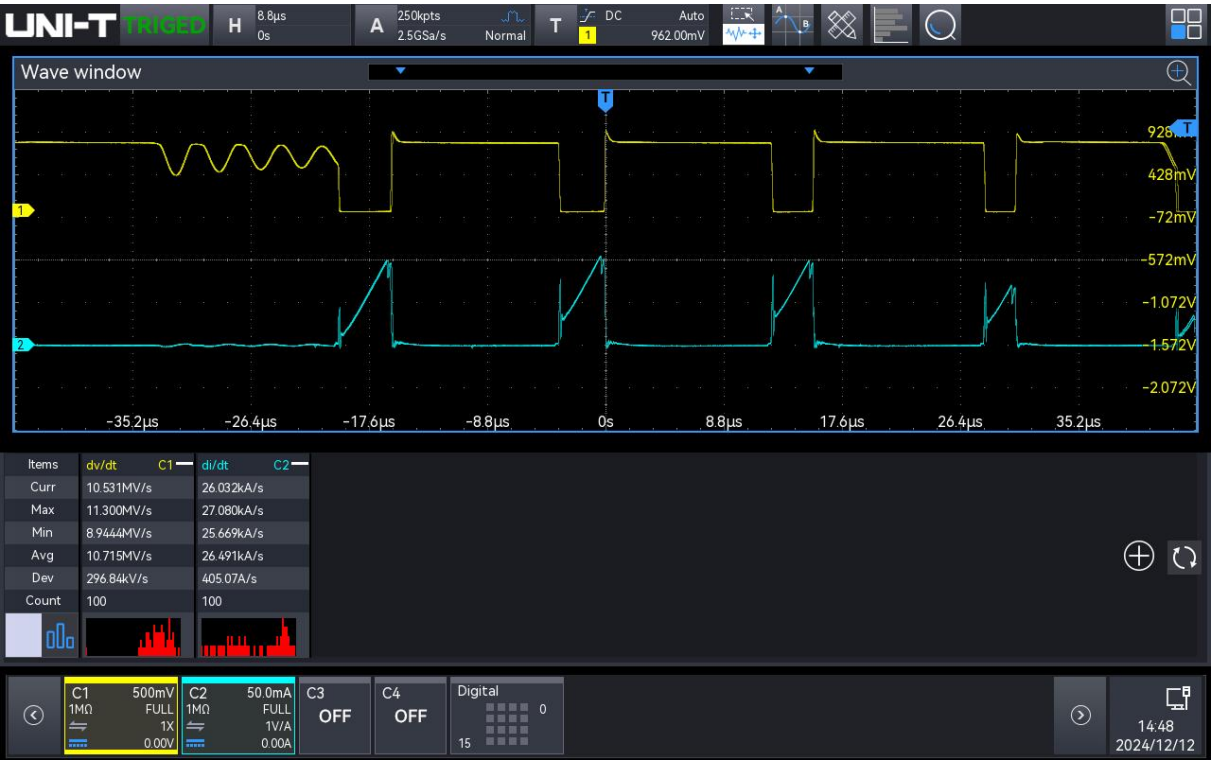 UNI-T TRIGED H 8.8µs 0s A 250kpts 2.5GSa/s Normal T DC 1 Auto 962.00mV A B
Wave window
T
T
428mV
1
-72mV
-572mV
-1.072V
2
-1.572V
-2.072V
-35.2µs -26.4µs -17.6µs -8.8µs 0s 8.8µs 17.6µs 26.4µs 35.2µs
Items dv/dt C1 di/dt C2
Curr 10.531MV/s 26.032kA/s
Max 11.300MV/s 27.080kA/s
Min 8.9444MV/s 25.669kA/s
Avg 10.715MV/s 26.491kA/s
Dev 296.84kV/s 405.07A/s
Count 100 100
C1 500mV C2 50.0mA C3 C4 Digital
1MΩ FULL 1MΩ FULL OFF OFF 0
1X 1V/A
0.00V 0.00A 15
14:48
2024/12/12